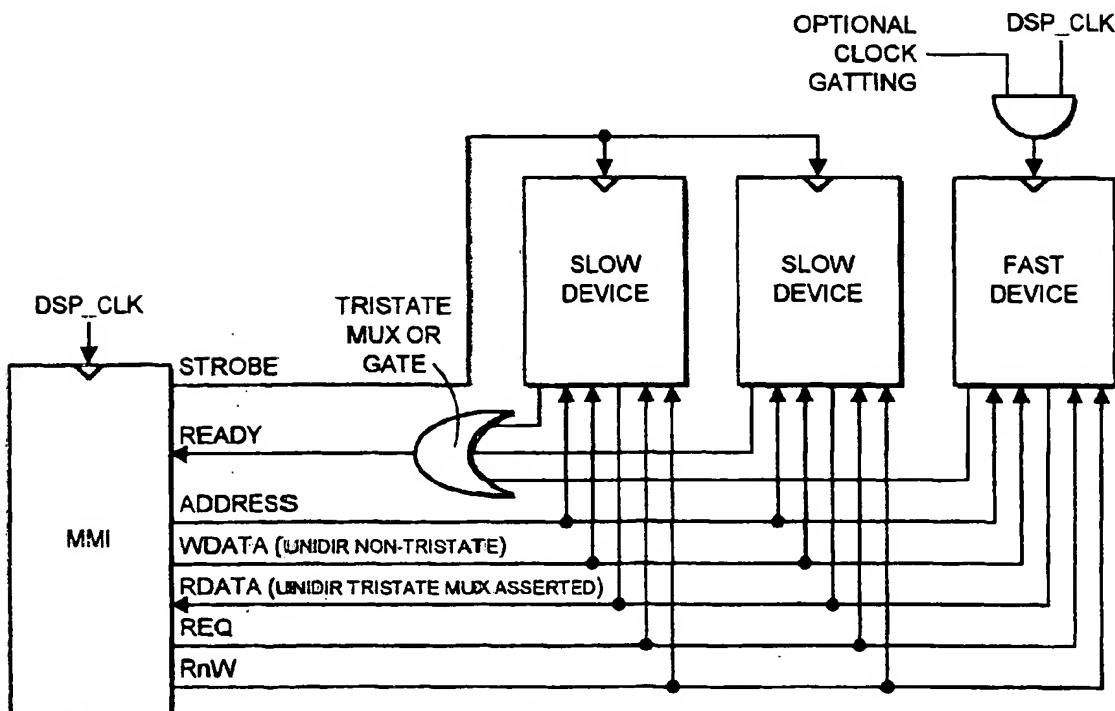 OPTIONAL
CLOCK
GATTING
DSP_CLK
SLOW
DEVICE
SLOW
DEVICE
FAST
DEVICE
DSP_CLK
TRISTATE
MUX OR
GATE
STROBE
READY
ADDRESS
MMI
WDATA (UNIDIR NON-TRISTATE)
RDATA (UNIDIR TRISTATE MUX ASSERTED)
REQ
RnW